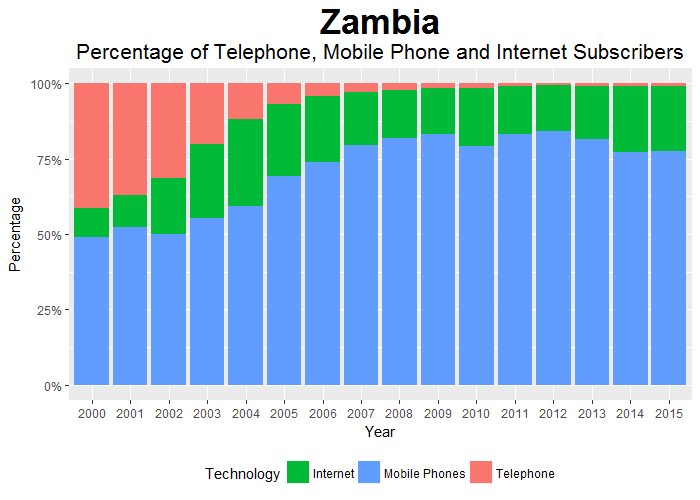 Zambia
Percentage of Telephone, Mobile Phone and Internet Subscribers
Percentage
100%
75%
50%
25%
0%
2000 2001 2002 2003 2004 2005 2006 2007 2008 2009 2010 2011 2012 2013 2014 2015
Year
Technology Internet Mobile Phones Telephone